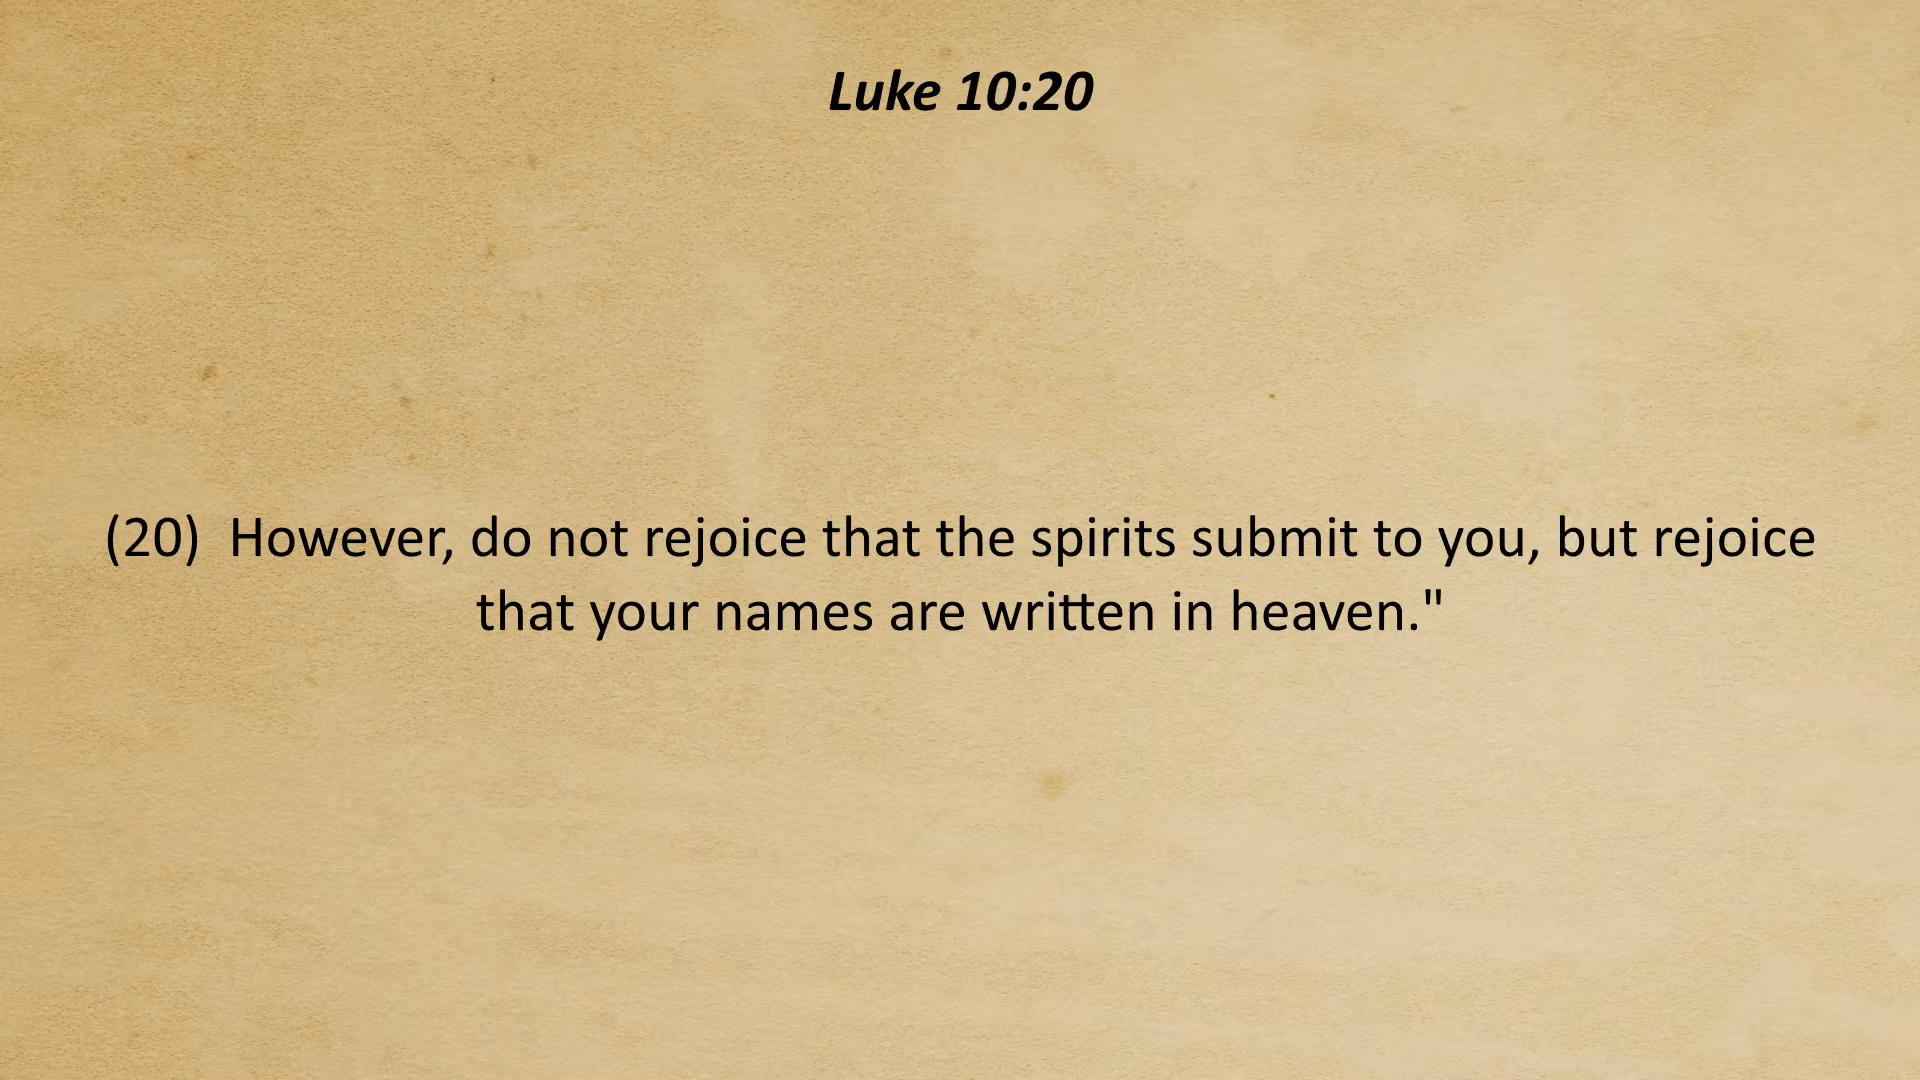 Luke 10:20
(20)  However, do not rejoice that the spirits submit to you, but rejoice
that your names are written in heaven."